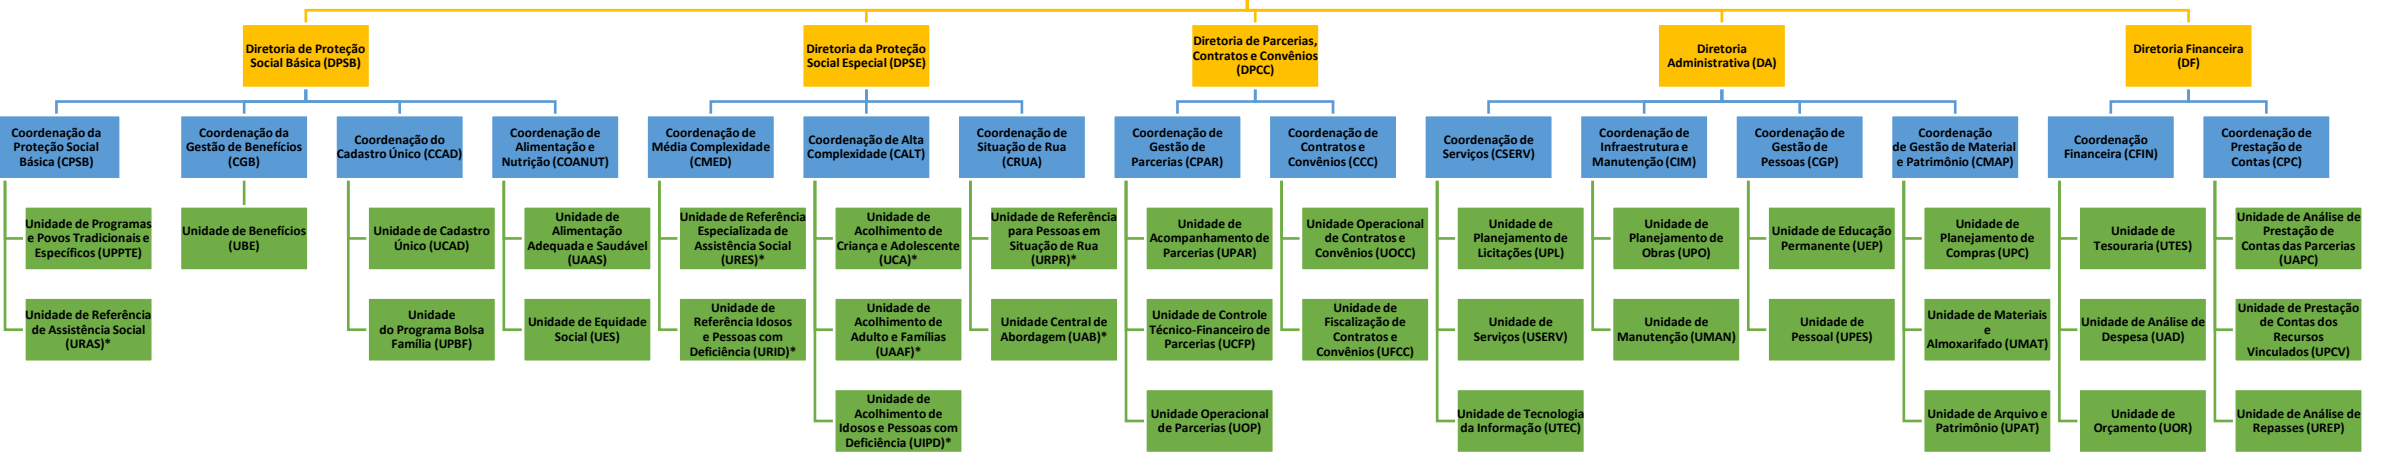 Diretoria de Proteção
Social Básica (DPSB)
Diretoria da Proteção
Social Especial (DPSE)
Diretoria de Parcerias,
Contratos e Convênios
(DPCC)
Diretoria
Administrativa (DA)
Diretoria Financeira
(DF)
Coordenação da
Proteção Social
Básica (CPSB)
Coordenação da
Gestão de Benefícios
(CGB)
Coordenação do
Cadastro Único (CCAD)
Coordenação de
Alimentação e
Nutrição (COANUT)
Coordenação de
Média Complexidade
(CMED)
Coordenação de Alta
Complexidade (CALT)
Coordenação de
Situação de Rua
(CRUA)
Coordenação de
Gestão de
Parcerias (CPAR)
Coordenação de
Contratos e
Convênios (CCC)
Coordenação de
Serviços (CSERV)
Coordenação de
Infraestrutura e
Manutenção (CIM)
Coordenação de
Gestão de
Pessoas (CGP)
Coordenação
de Gestão de Material
e Patrimônio (CMAP)
Coordenação
Financeira (CFIN)
Coordenação de
Prestação de
Contas (CPC)
Unidade de Programas
e Povos Tradicionais e
Específicos (UPPTE)
Unidade de Benefícios
(UBE)
Unidade de Cadastro
Único (UCAD)
Unidade de
Alimentação
Adequada e Saudável
(UAAS)
Unidade de Referência
Especializada de
Assistência Social
(URES)*
Unidade de
Acolhimento de
Criança e Adolescente
(UCA)*
Unidade de Referência
para Pessoas em
Situação de Rua
(URPR)*
Unidade de
Acompanhamento de
Parcerias (UPAR)
Unidade Operacional
de Contratos e
Convênios (UOCC)
Unidade de
Planejamento de
Licitações (UPL)
Unidade de
Planejamento de
Obras (UPO)
Unidade de Educação
Permanente (UEP)
Unidade de
Planejamento de
Compras (UPC)
Unidade de
Tesouraria (UTES)
Unidade de Análise de
Prestação de
Contas das Parcerias
(UAPC)
Unidade de Referência
de Assistência Social
(URAS)*
Unidade
do Programa Bolsa
Família (UPBF)
Unidade de Equidade
Social (UES)
Unidade de
Referência Idosos
e Pessoas com
Deficiência (URID)*
Unidade de
Acolhimento de
Adulto e Famílias
(UAAF)*
Unidade Central de
Abordagem (UAB)*
Unidade de Controle
Técnico-Financeiro de
Parcerias (UCFP)
Unidade de
Fiscalização de
Contratos e
Convênios (UFCC)
Unidade de
Serviços (USERV)
Unidade de
Manutenção (UMAN)
Unidade de
Pessoal (UPES)
Unidade de Materiais
e
Almoxarifado (UMAT)
Unidade de Análise de
Despesa (UAD)
Unidade de Prestação
de Contas dos
Recursos
Vinculados (UPCV)
Unidade de
Acolhimento de
Idosos e Pessoas com
Deficiência (UIPD)*
Unidade Operacional
de Parcerias (UOP)
Unidade de Tecnologia
da Informação (UTEC)
Unidade de Arquivo e
Patrimônio (UPAT)
Unidade de
Orçamento (UOR)
Unidade de Análise de
Repasses (UREP)